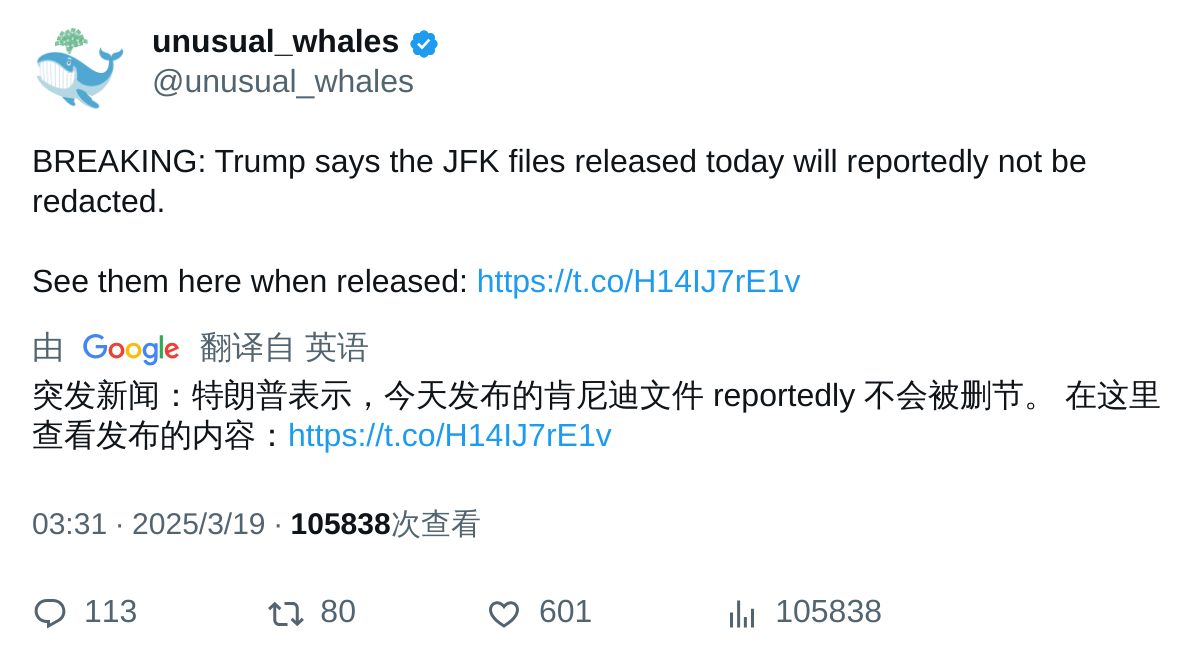 unusual_whales
@unusual_whales
BREAKING: Trump says the JFK files released today will reportedly not be
redacted.
See them here when released: https://t.co/H14IJ7rE1v
由 Google 翻译自 英语
突发新闻：特朗普表示，今天发布的肯尼迪文件 reportedly 不会被删节。 在这里
查看发布的内容：https://t.co/H14IJ7rE1v
03:31 · 2025/3/19 · 105838次查看
113 80 601 105838